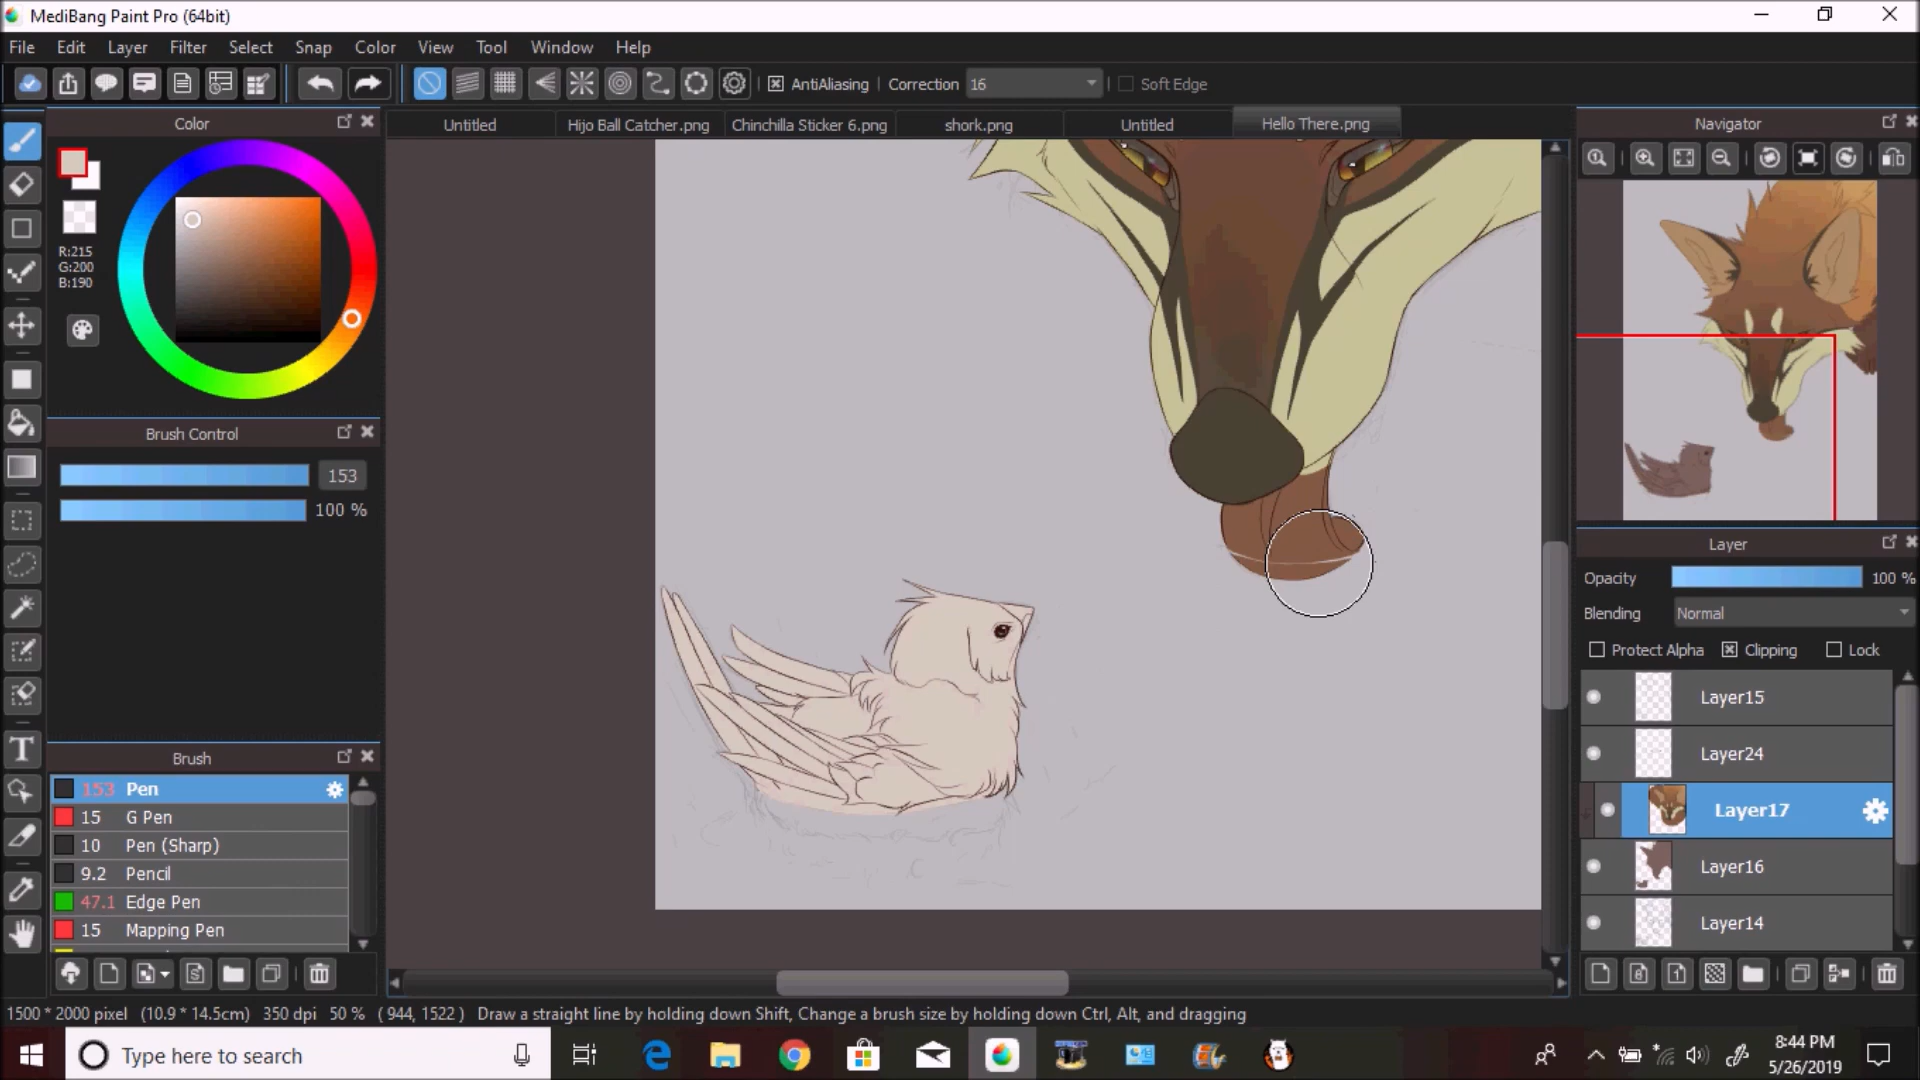 MediBang Paint Pro (64bit)
File Edit Layer Filter Select Snap Color View Tool Window Help
AntiAliasing Correction 16 Soft Edge
Color
R:215
G:200
B:190
Brush Control
153
100 %
Brush
153 Pen
15 G Pen
10 Pen (Sharp)
9.2 Pencil
47.1 Edge Pen
15 Mapping Pen
Untitled Hijo Ball Catcher.png Chinchilla Sticker 6.png shork.png Untitled Hello There.png
Navigator
Layer
Opacity 100 %
Blending Normal
Protect Alpha Clipping Lock
Layer15
Layer24
Layer17
Layer16
Layer14
1500 * 2000 pixel (10.9 * 14.5cm) 350 dpi 50 % ( 944, 1522 ) Draw a straight line by holding down Shift, Change a brush size by holding down Ctrl, Alt, and dragging
Type here to search
8:44 PM
5/26/2019